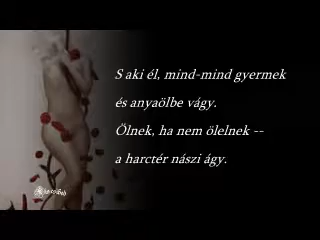 S aki él, mind-mind gyermek
és anyaölbe vágy.
Ölnek, ha nem ölelnek --
a harctér nászi ágy.